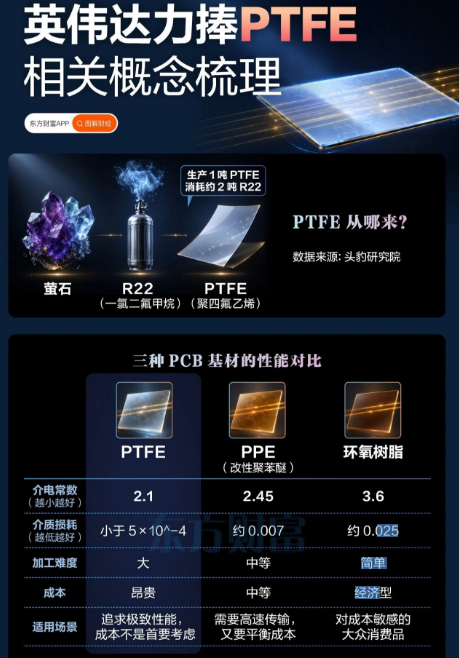 英伟达力捧PTFE
相关概念梳理
东方财富APP 图解财经
生产1吨PTFE
消耗约2吨R22
PTFE 从哪来?
数据来源: 头豹研究院
萤石 R22 PTFE
(一氯二氟甲烷) (聚四氟乙烯)
三种 PCB 基材的性能对比
PTFE PPE 环氧树脂
(改性聚苯醚)
介电常数 2.1 2.45 3.6
(越小越好)
介质损耗 小于 5×10^-4 约 0.007 约 0.025
(越低越好)
东方财富
加工难度 大 中等 简单
成本 昂贵 中等 经济型
适用场景 追求极致性能, 需要高速传输, 对成本敏感的
成本不是首要考虑 又要平衡成本 大众消费品